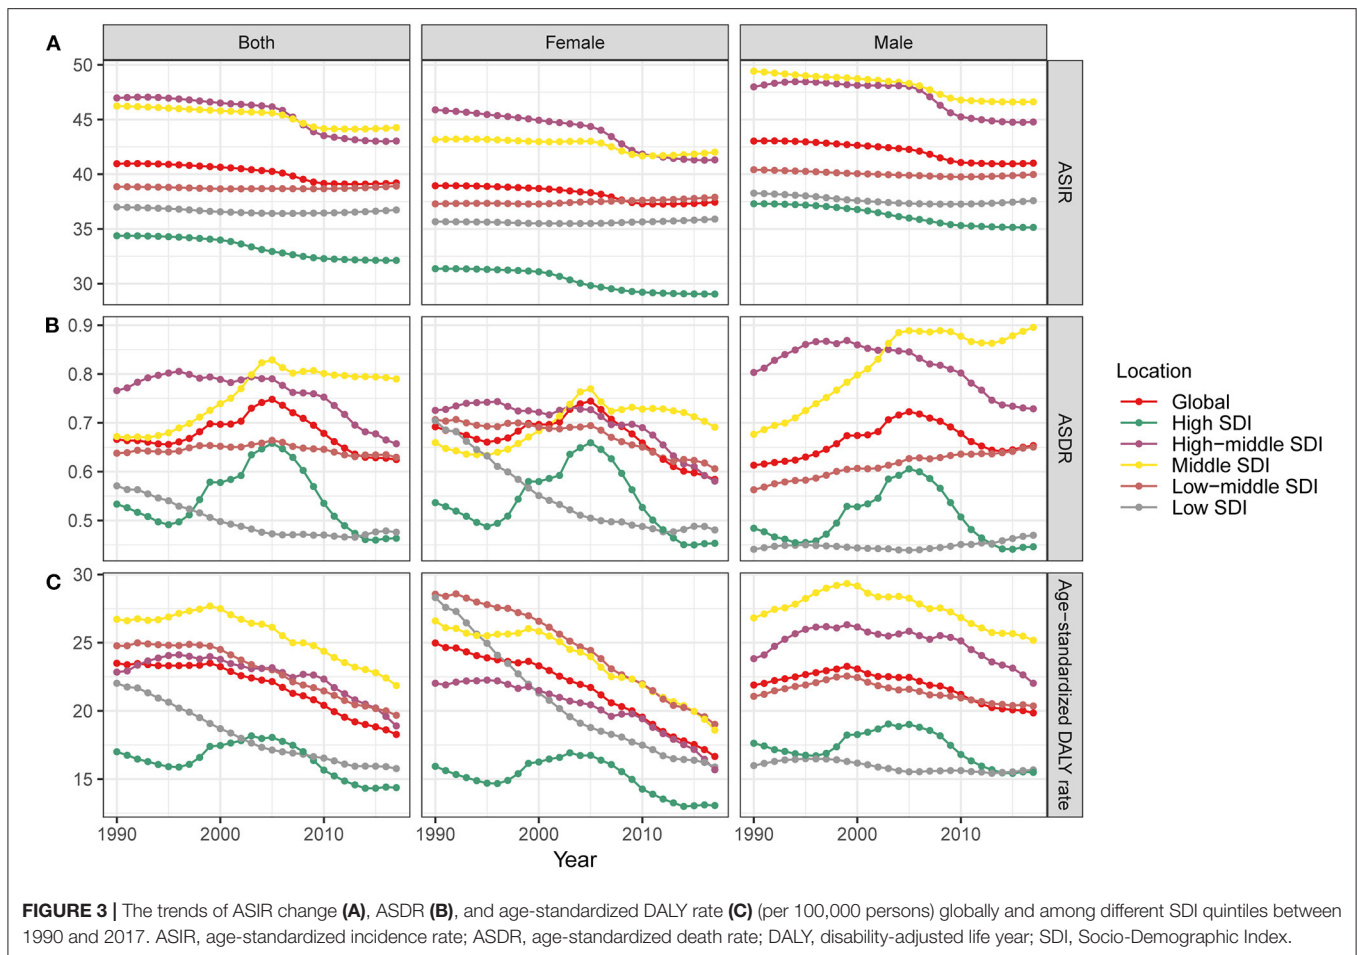 A
Both
Female
Male
50
45
40
35
30
ASIR
B
0.9
0.8
0.7
0.6
0.5
ASDR
C
30
25
20
15
Age-standardized DALY rate
1990
2000
2010
1990
2000
2010
1990
2000
2010
Year
Location
Global
High SDI
High-middle SDI
Middle SDI
Low-middle SDI
Low SDI
FIGURE 3 | The trends of ASIR change (A), ASDR (B), and age-standardized DALY rate (C) (per 100,000 persons) globally and among different SDI quintiles between
1990 and 2017. ASIR, age-standardized incidence rate; ASDR, age-standardized death rate; DALY, disability-adjusted life year; SDI, Socio-Demographic Index.